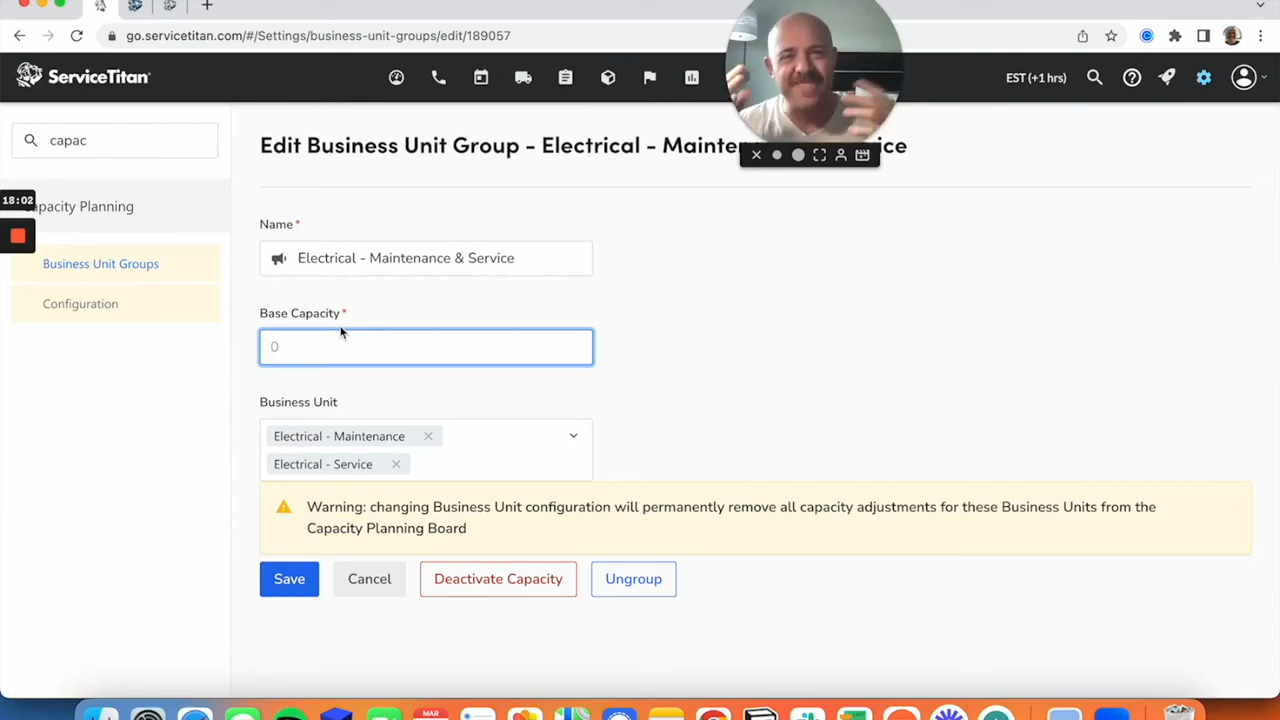 go.servicetitan.com/#/Settings/business-unit-groups/edit/189057
ServiceTitan
EST (+1 hrs)
capac
Edit Business Unit Group - Electrical - Mainte
ce
18:02
apacity Planning
Name*
Business Unit Groups
Electrical - Maintenance & Service
Configuration
Base Capacity*
0
Business Unit
Electrical - Maintenance
Electrical - Service
Warning: changing Business Unit configuration will permanently remove all capacity adjustments for these Business Units from the
Capacity Planning Board
Save
Cancel
Deactivate Capacity
Ungroup
MAR